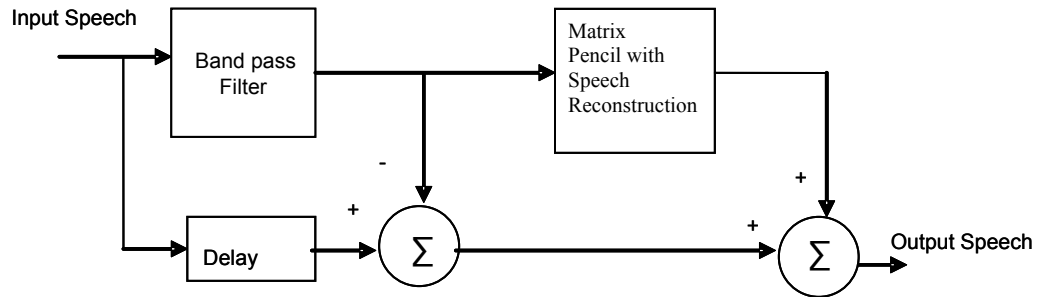 Input Speech
Band pass
Filter
Matrix
Pencil with
Speech
Reconstruction
-
+
+
+
Delay
Σ
Σ
Output Speech